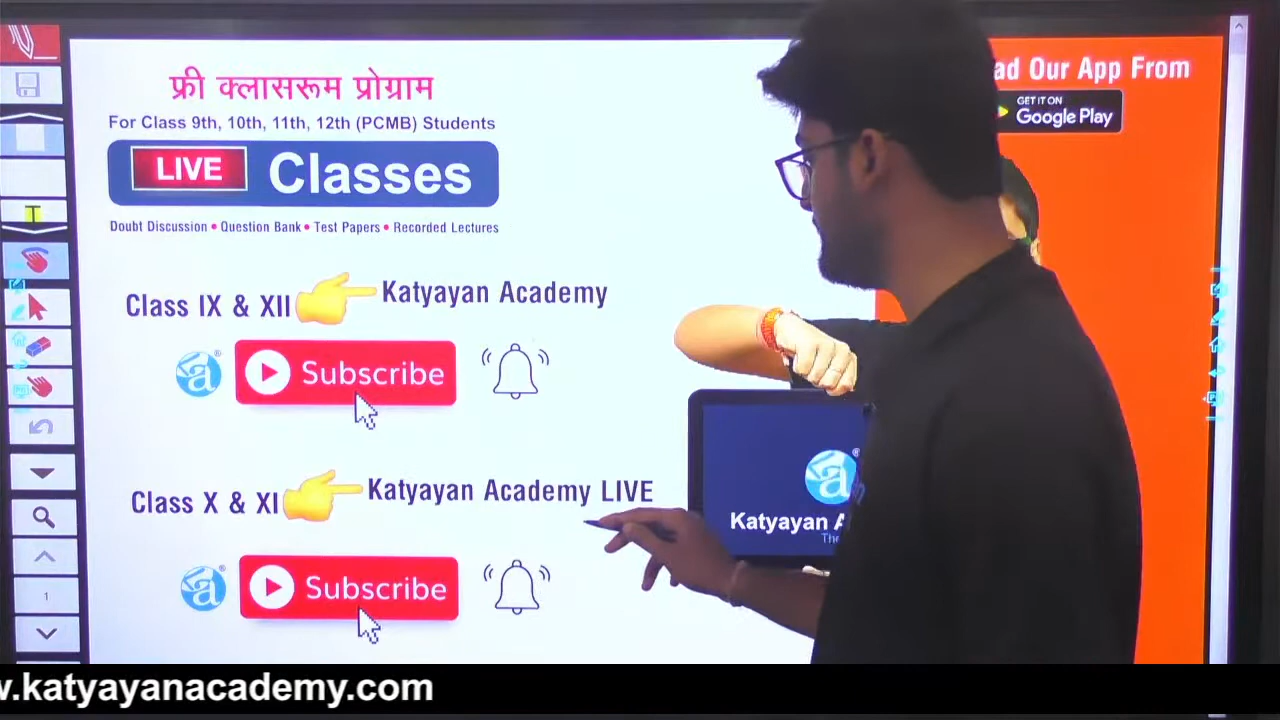 फ्री क्लासरूम प्रोग्राम
For Class 9th, 10th, 11th, 12th (PCMB) Students
LIVE Classes
Doubt Discussion • Question Bank • Test Papers • Recorded Lectures
Class IX & XII Katyayan Academy
Subscribe
Class X & XI Katyayan Academy LIVE
Subscribe
ad Our App From
GET IT ON
Google Play
Katyayan A
The
T
1
w.katyayanacademy.com